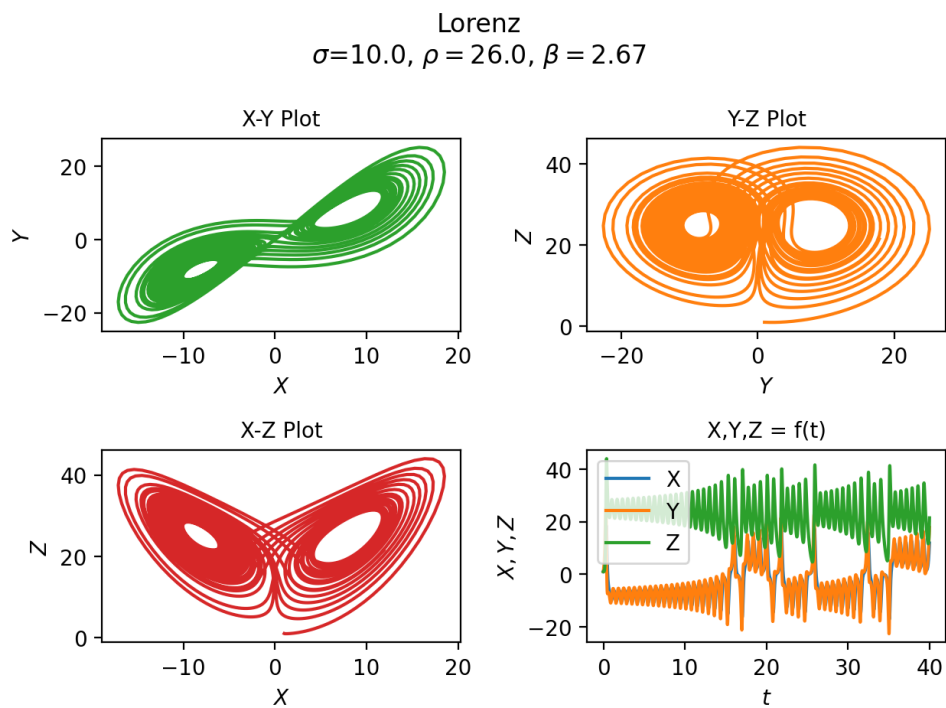 Lorenz
σ=10.0, ρ = 26.0, β = 2.67
X-Y Plot
20
0
−20
Y
−10
0
10
20
X
Y-Z Plot
40
20
0
Z
−20
0
20
Y
X-Z Plot
40
20
0
Z
−10
0
10
20
X
X,Y,Z = f(t)
40
20
0
−20
X, Y, Z
X
Y
Z
0
10
20
30
40
t